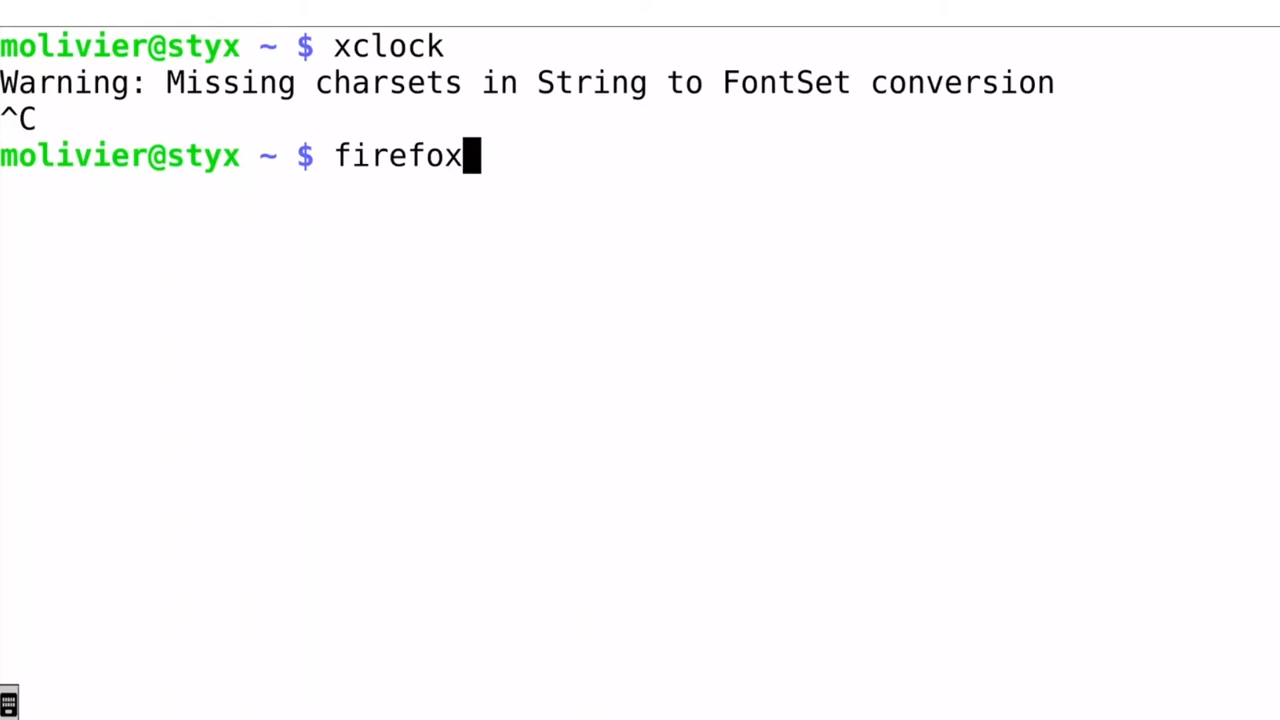 molivier@styx ~ $ xclock
Warning: Missing charsets in String to FontSet conversion
^C
molivier@styx ~ $ firefox